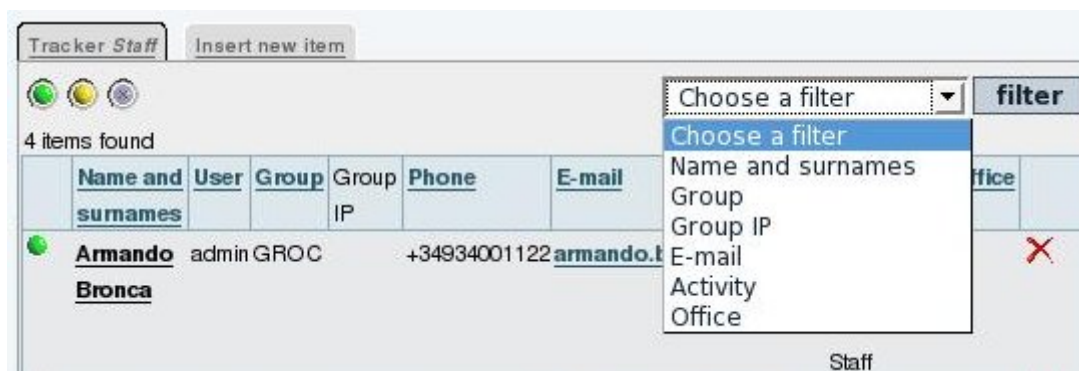 Tracker Staff Insert new item
Choose a filter filter
4 items found
Choose a filter
Name and surnames
Group
Group IP
E-mail
Activity
Office
Name and surnames User Group Group IP Phone E-mail ffice
Armando Bronca admin GROC +34934001122 armando.b
Staff